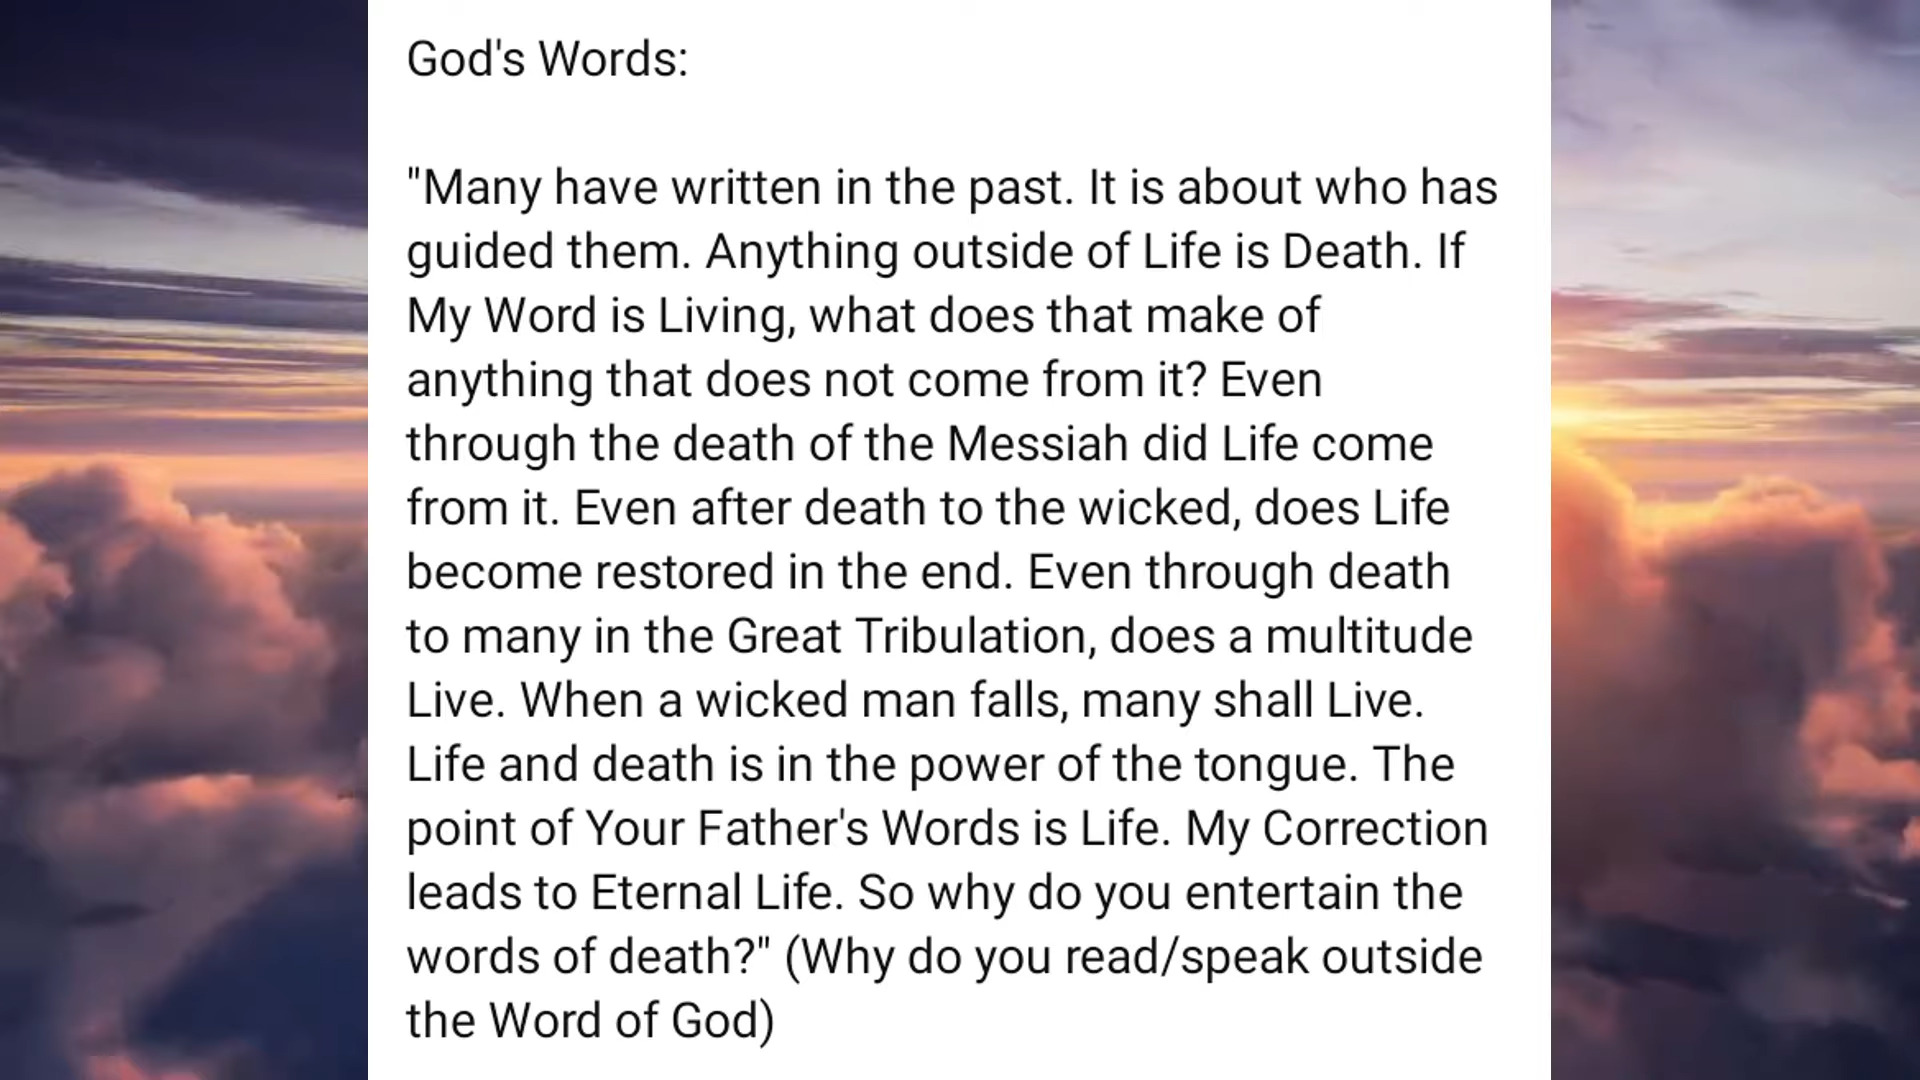 God's Words:
"Many have written in the past. It is about who has
guided them. Anything outside of Life is Death. If
My Word is Living, what does that make of
anything that does not come from it? Even
through the death of the Messiah did Life come
from it. Even after death to the wicked, does Life
become restored in the end. Even through death
to many in the Great Tribulation, does a multitude
Live. When a wicked man falls, many shall Live.
Life and death is in the power of the tongue. The
point of Your Father's Words is Life. My Correction
leads to Eternal Life. So why do you entertain the
words of death?" (Why do you read/speak outside
the Word of God)